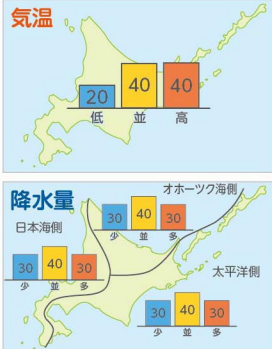 気温
20 40 40
低 並 高
降水量
オホーツク海側
30 40 30
少 並 多
日本海側
30 40 30
少 並 多
太平洋側
30 40 30
少 並 多